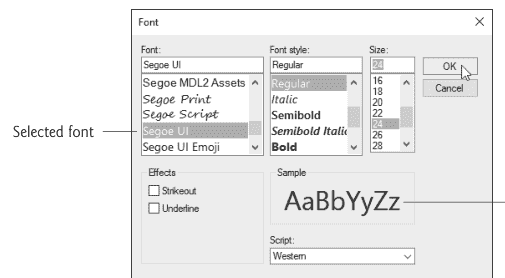 Font
Font: Font style: Size:
Segoe UI Regular 24 OK
Segoe MDL2 Assets Regular 16 Cancel
Segoe Print Italic 18
Segoe Script Semibold 20
Segoe UI Semibold Italic 22
Segoe UI Emoji Bold 24
26
28
Selected font
Effects Sample
Strikeout
Underline
AaBbYyZz
Script:
Western